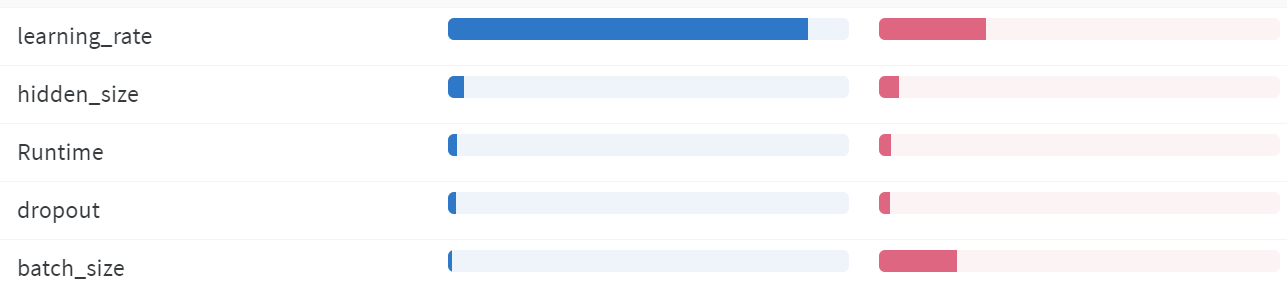 learning_rate
hidden_size
Runtime
dropout
batch_size